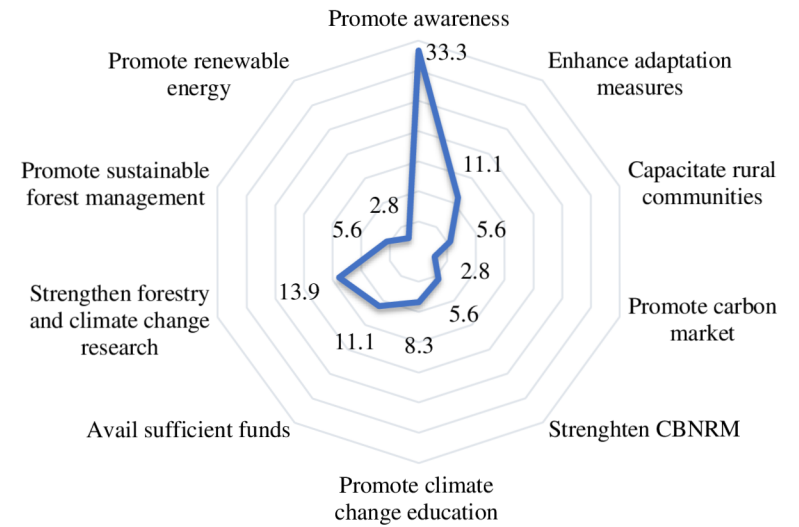 Promote awareness
33.3
Enhance adaptation
measures
11.1
Capacitate rural
communities
5.6
Promote carbon
market
2.8
Strenghten CBNRM
5.6
Promote climate
change education
8.3
Avail sufficient funds
11.1
Strengthen forestry
and climate change
research
13.9
Promote sustainable
forest management
5.6
Promote renewable
energy
2.8